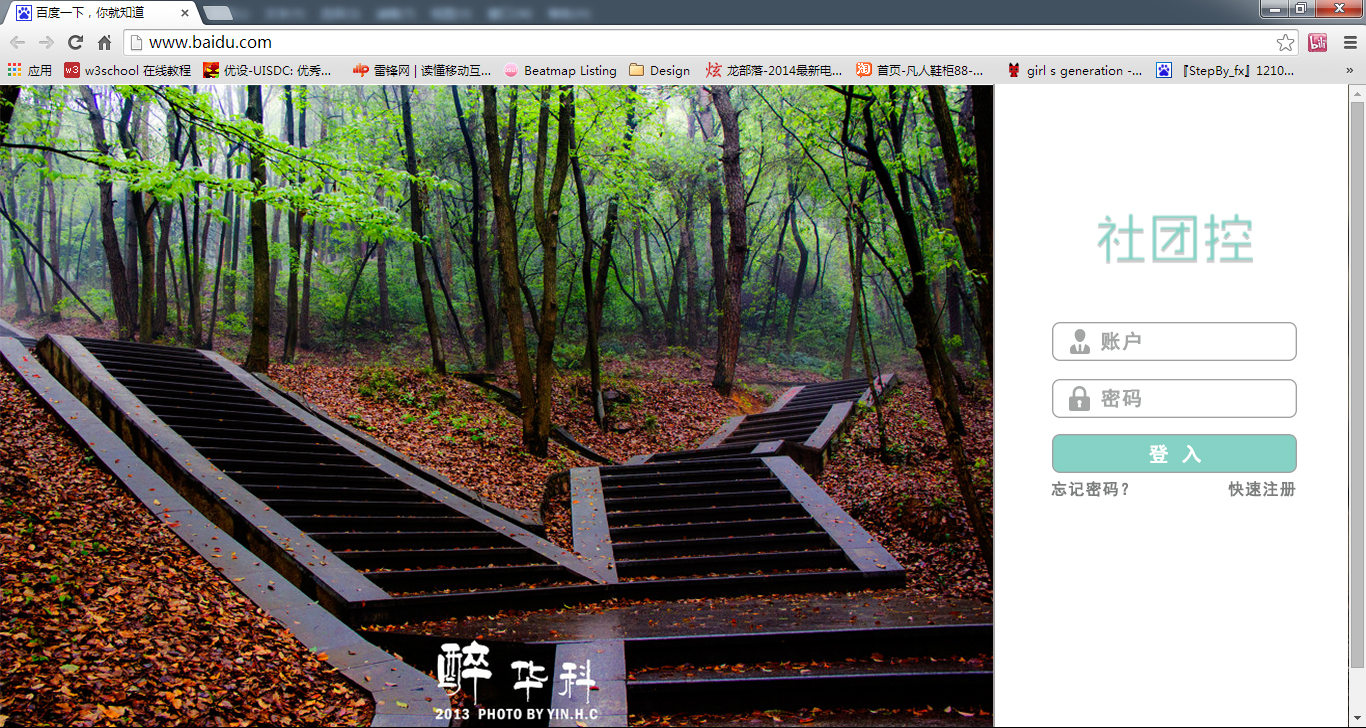 百度一下，你就知道
www.baidu.com
应用 w3school 在线教程 优设-UISDC: 优秀... 雷锋网 | 读懂移动互... Beatmap Listing Design 龙部落-2014最新电... 首页-凡人鞋柜88-... girl s generation -... 『StepBy_fx』1210... »
社团控
账户
密码
登 入
忘记密码? 快速注册
醉华科
2013 PHOTO BY YIN.H.C